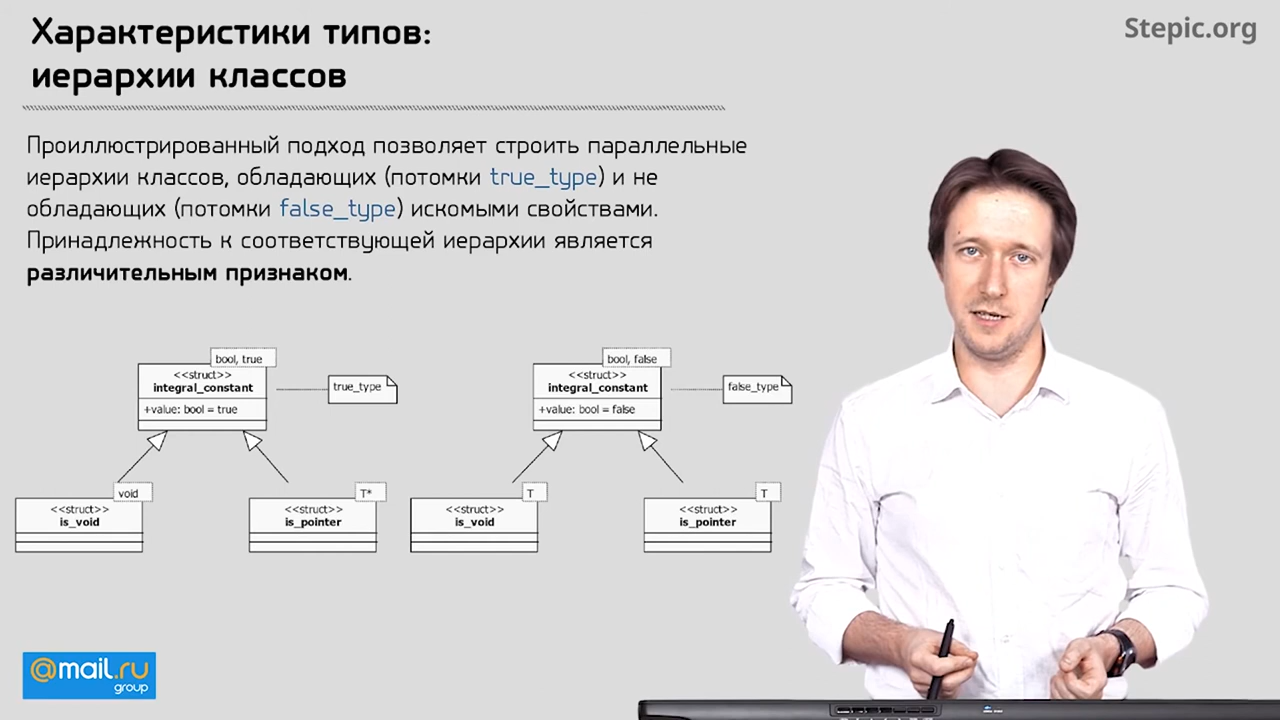 Характеристики типов:
иерархии классов
Stepic.org
Проиллюстрированный подход позволяет строить параллельные
иерархии классов, обладающих (потомки true_type) и не
обладающих (потомки false_type) искомыми свойствами.
Принадлежность к соответствующей иерархии является
различительным признаком.
bool, true
<<struct>>
integral_constant
+value: bool = true
true_type
void
<<struct>>
is_void
T*
<<struct>>
is_pointer
bool, false
<<struct>>
integral_constant
+value: bool = false
false_type
T
<<struct>>
is_void
T
<<struct>>
is_pointer
@mail.ru
group